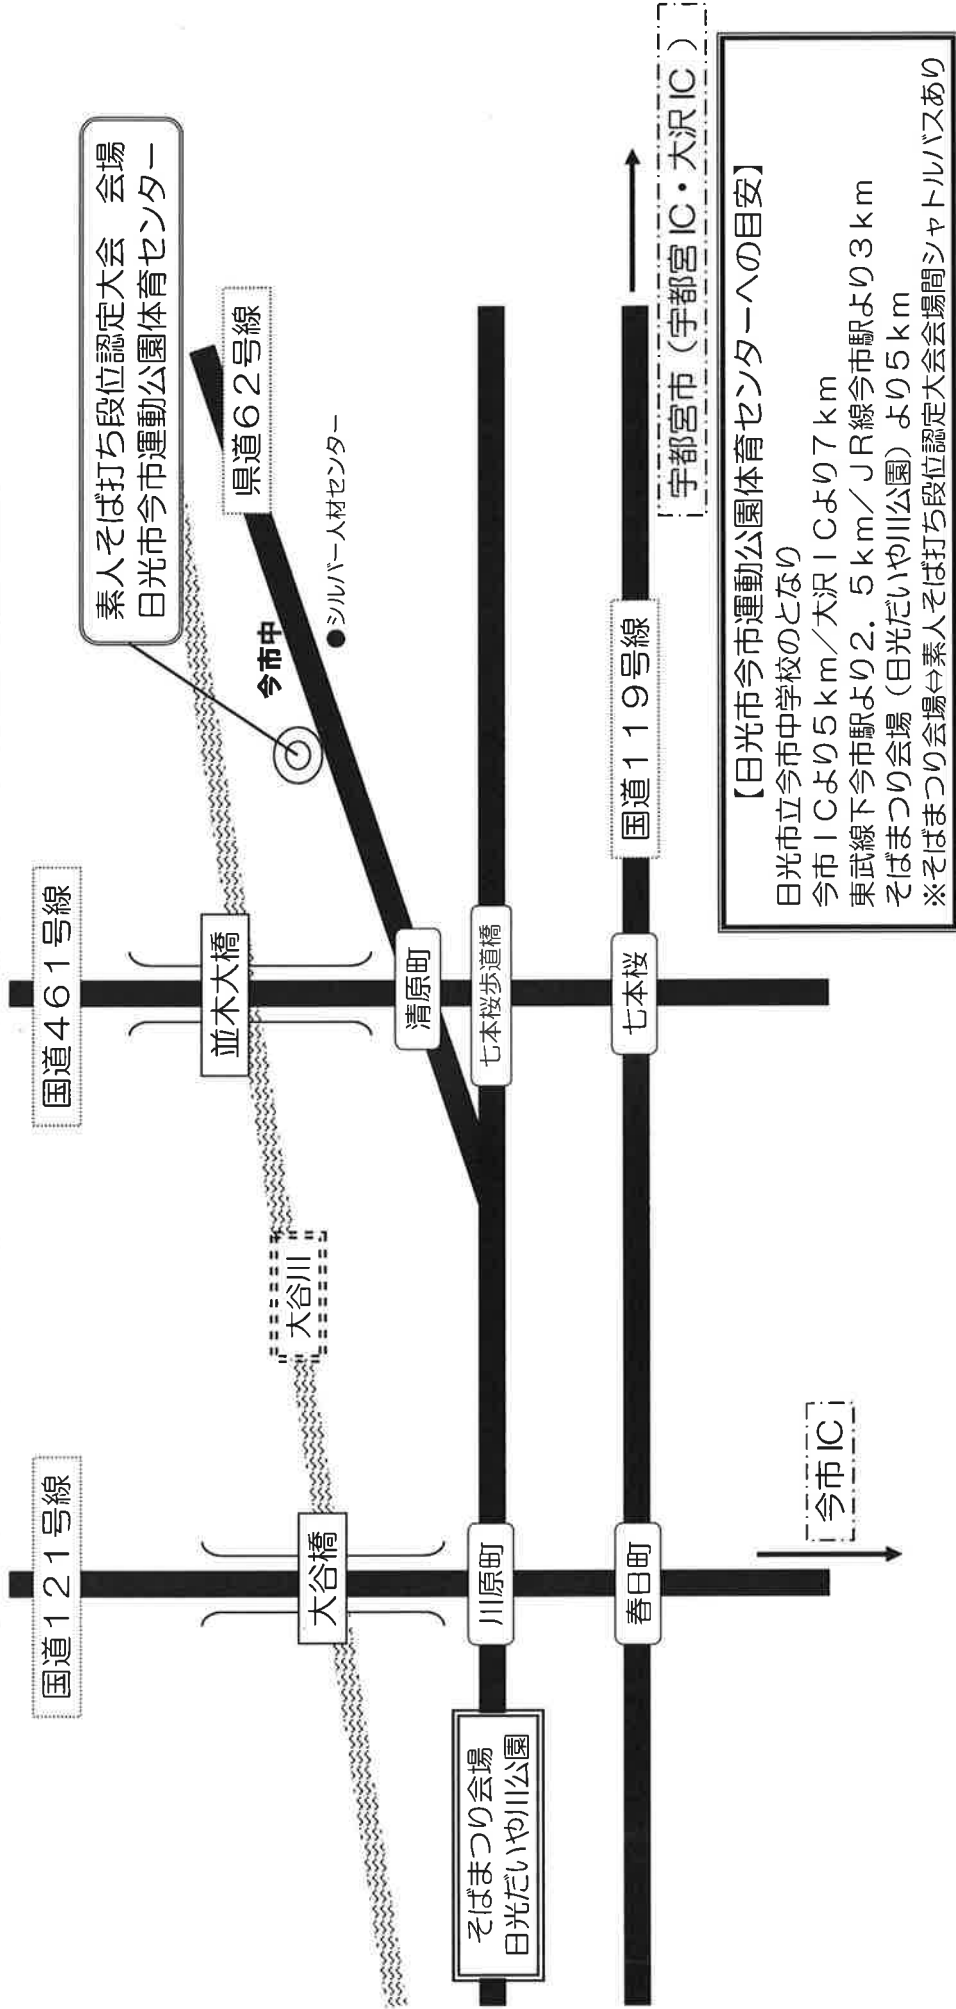 国道121号線
国道461号線
素人そば打ち段位認定大会　会場
日光市今市運動公園体育センター
県道62号線
並木大橋
今市中
シルバー人材センター
大谷川
大谷橋
清原町
川原町
七本桜歩道橋
そばまつり会場
日光だいや川公園
春日町
七本桜
国道119号線
宇都宮市（宇都宮IC・大沢IC）
今市IC
【日光市今市運動公園体育センターへの目安】
日光市立今市中学校のとなり
今市ICより5km／大沢ICより7km
東武線下今市駅より2．5km／JR線今市駅より3km
そばまつり会場（日光だいや川公園）より5km
※そばまつり会場⇔素人そば打ち段位認定大会会場間シャトルバスあり